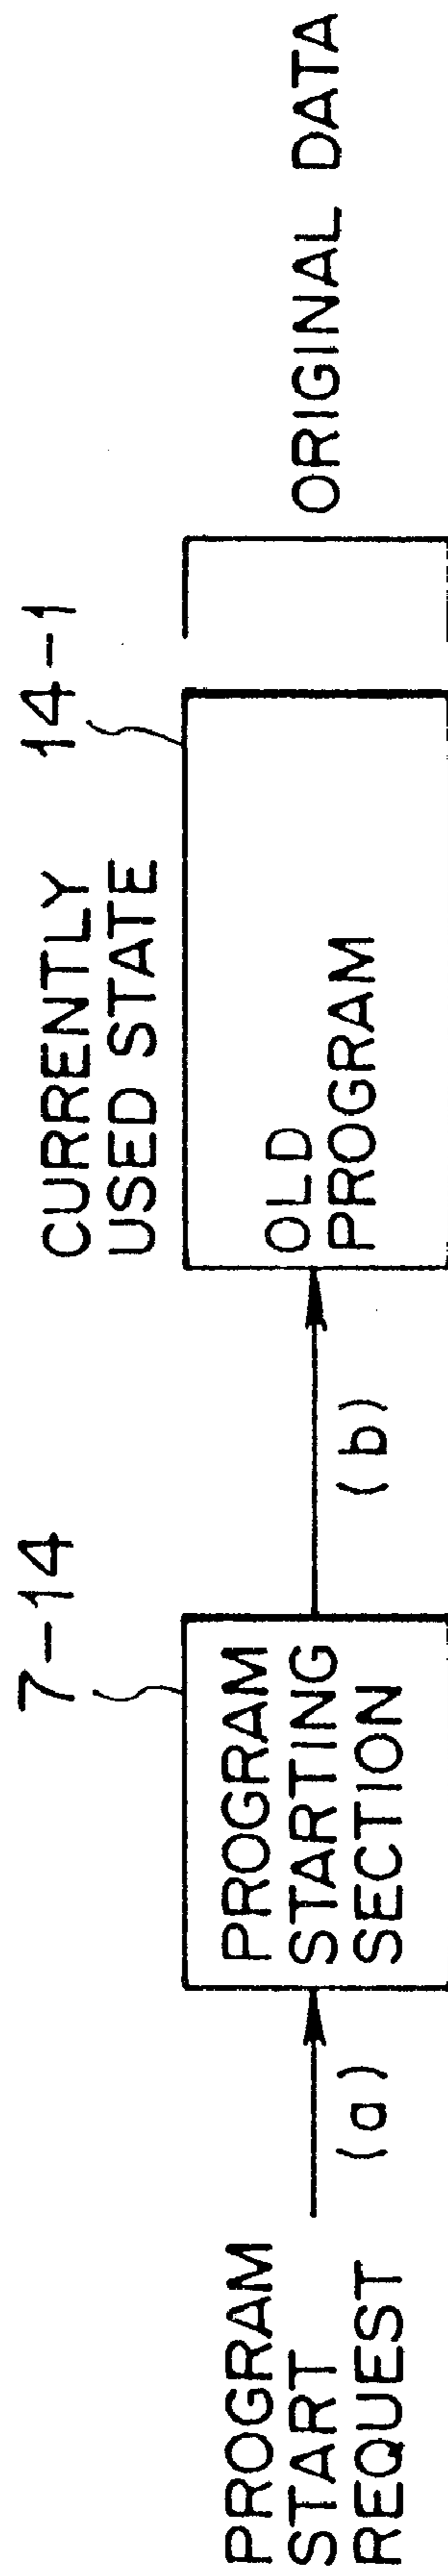 PROGRAM
START
REQUEST
(a)
7-14
PROGRAM
STARTING
SECTION
(b)
CURRENTLY
USED STATE
14-1
OLD
PROGRAM
ORIGINAL DATA